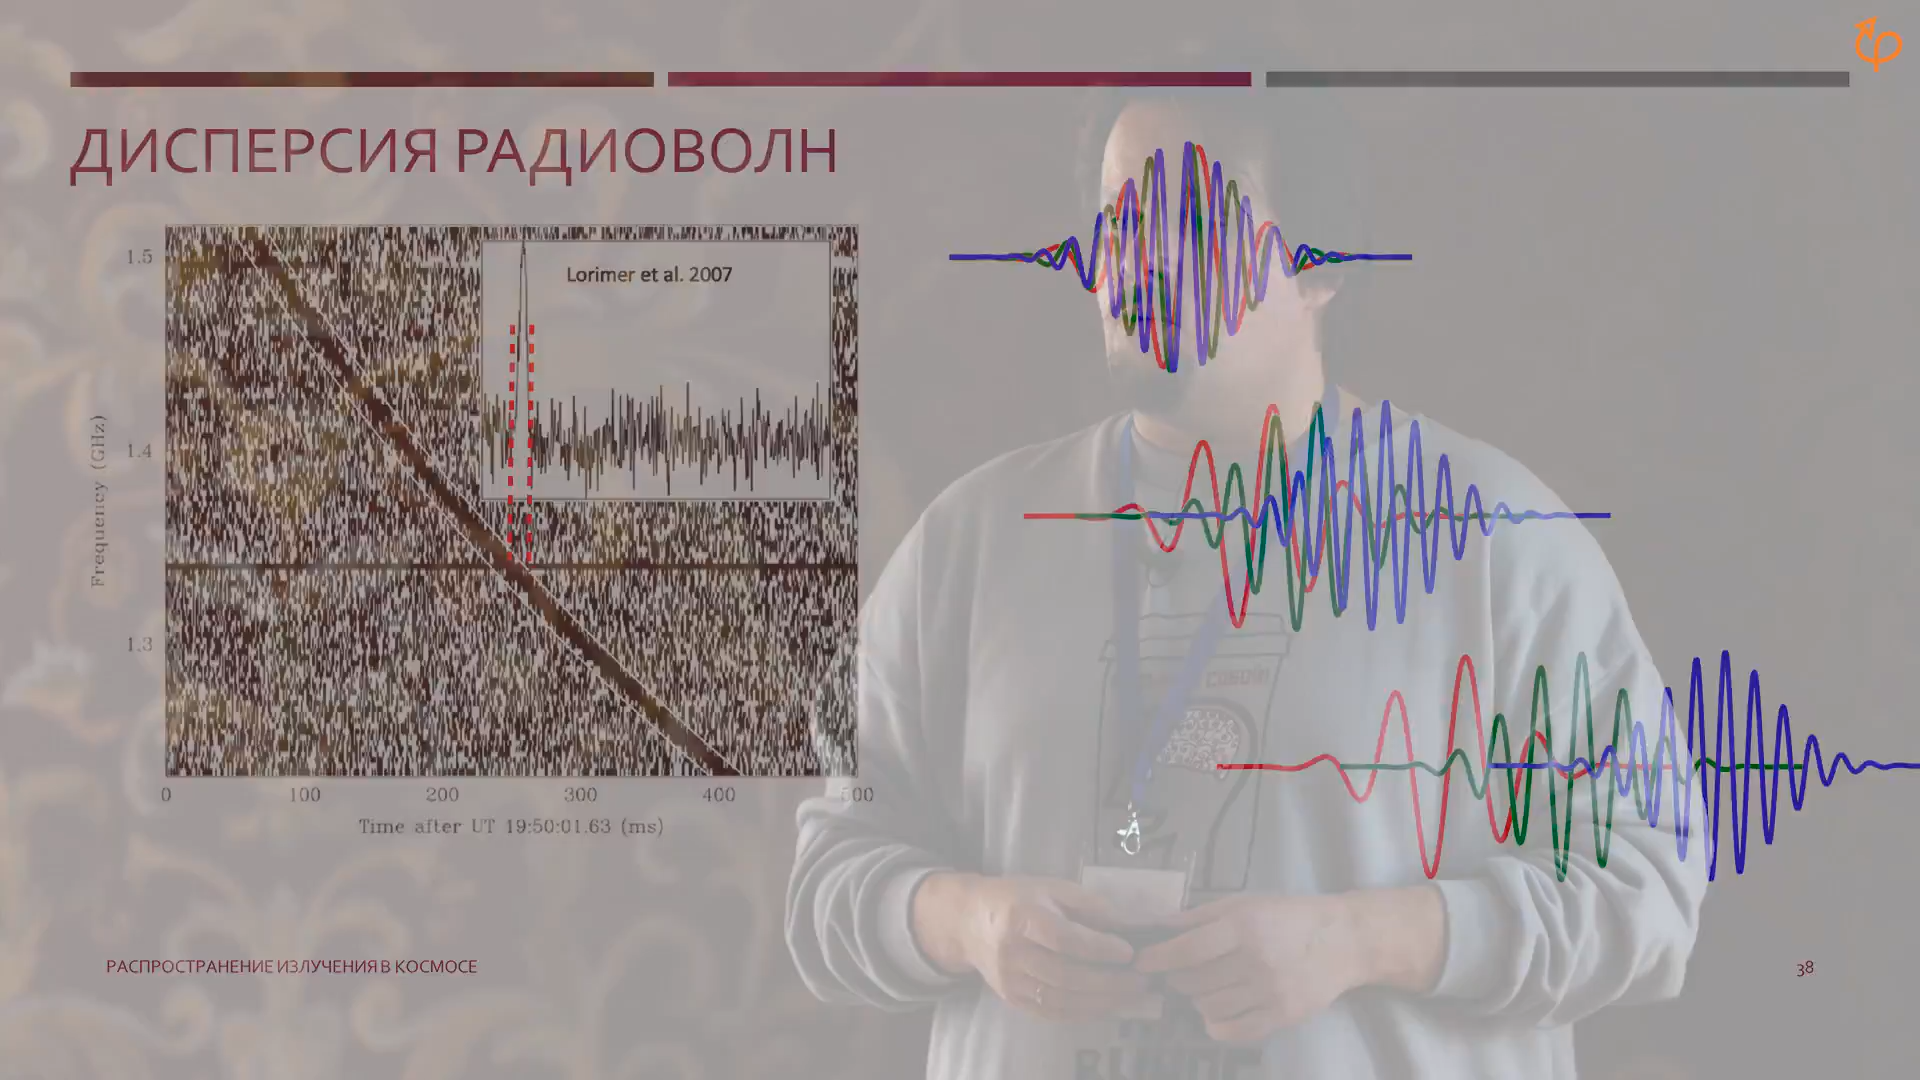 ДИСПЕРСИЯ РАДИОВОЛН
Lorimer et al. 2007
1.5
1.4
1.3
Frequency (GHz)
0 100 200 300 400 500
Time after UT 19:50:01.63 (ms)
РАСПРОСТРАНЕНИЕ ИЗЛУЧЕНИЯ В КОСМОСЕ
38